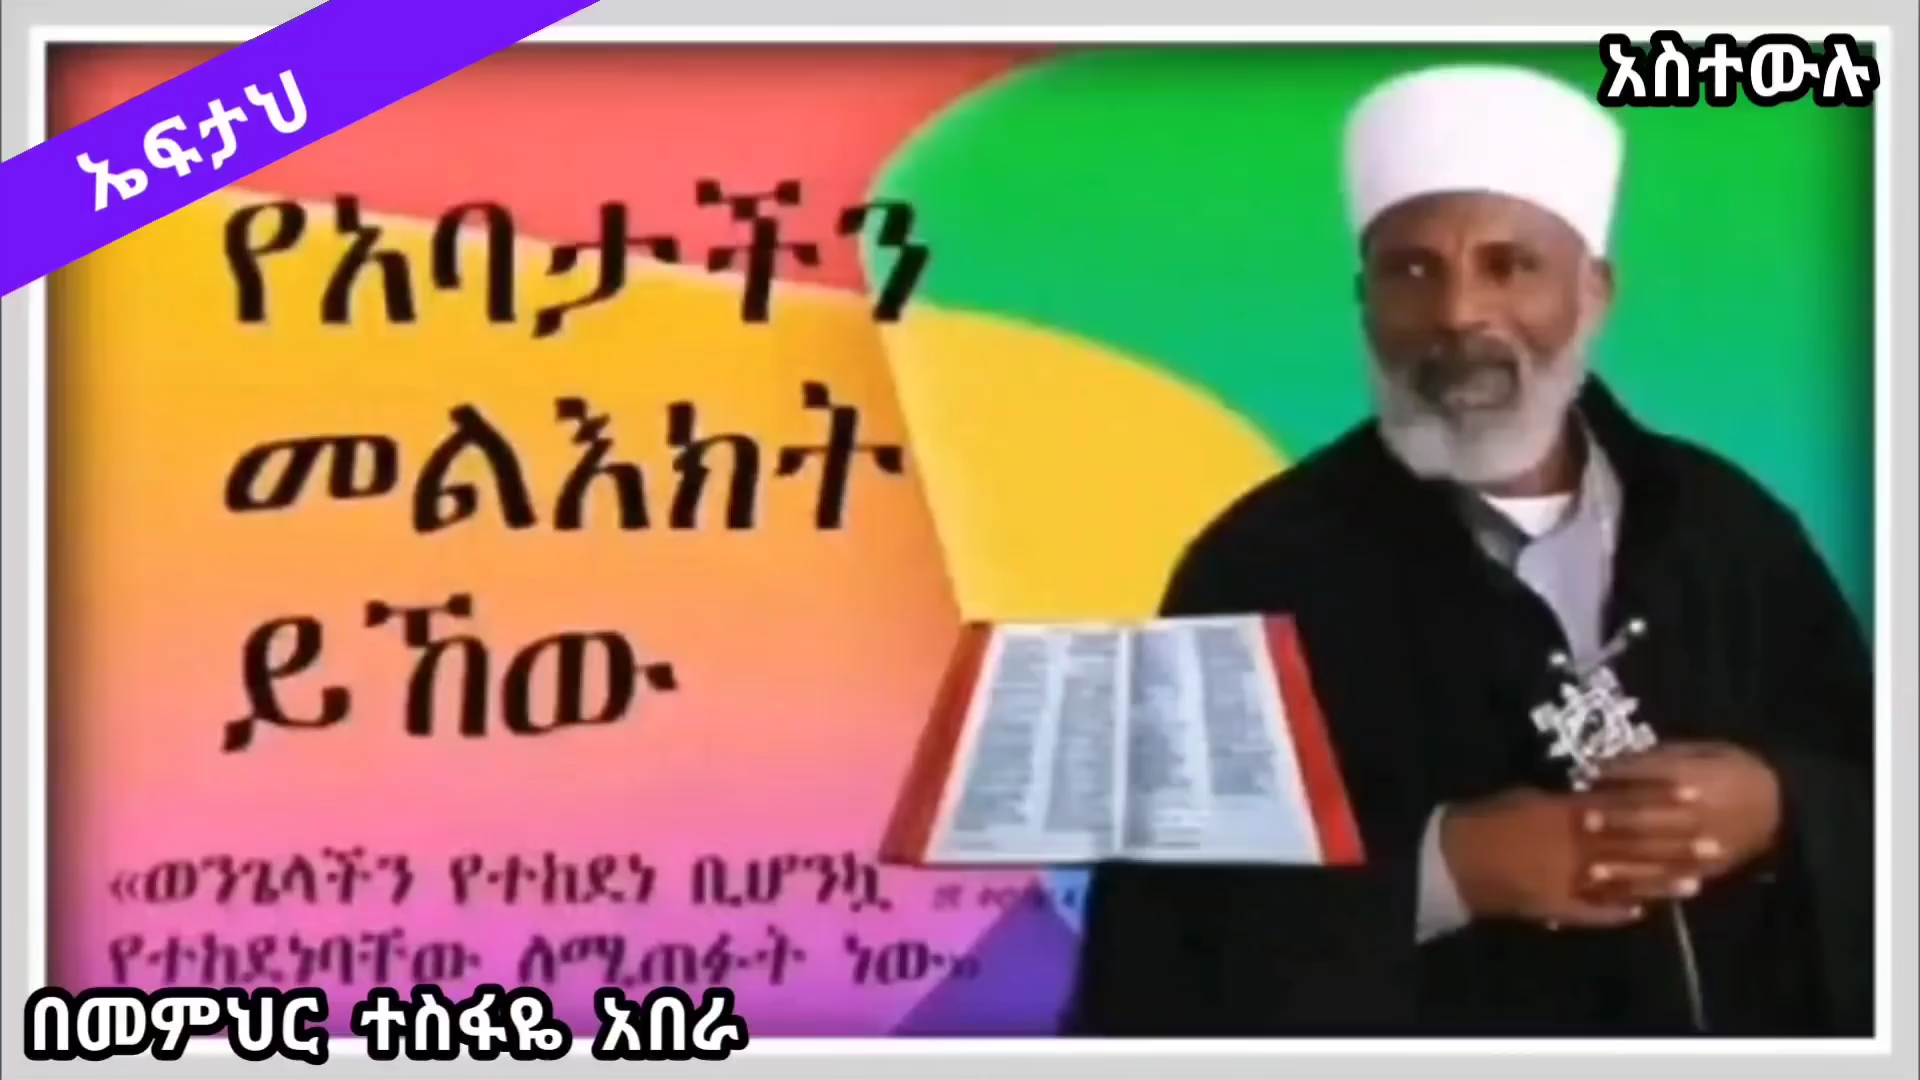 ኤፍታህ
አስተውሉ
የአባታችን
መልእክት
ይኸው
«ወንጌላችን የተከደነ ቢሆንኳ
የተከደነባቸው ለሚጠፉት ነው»
በመምህር ተስፋዬ አበራ